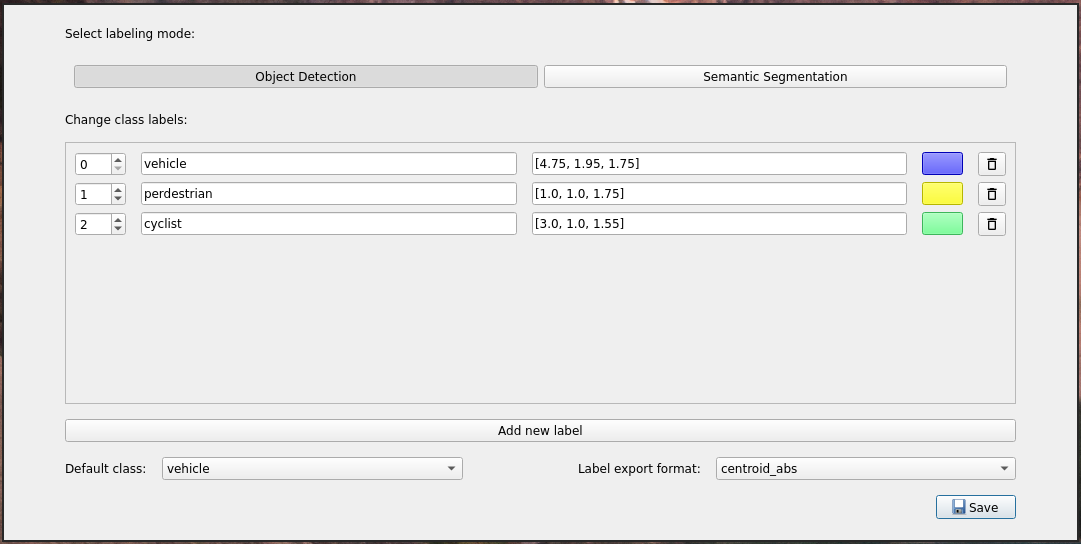 Select labeling mode:
Object Detection Semantic Segmentation
Change class labels:
0 vehicle [4.75, 1.95, 1.75]
1 perdestrian [1.0, 1.0, 1.75]
2 cyclist [3.0, 1.0, 1.55]
Add new label
Default class: vehicle Label export format: centroid_abs
Save